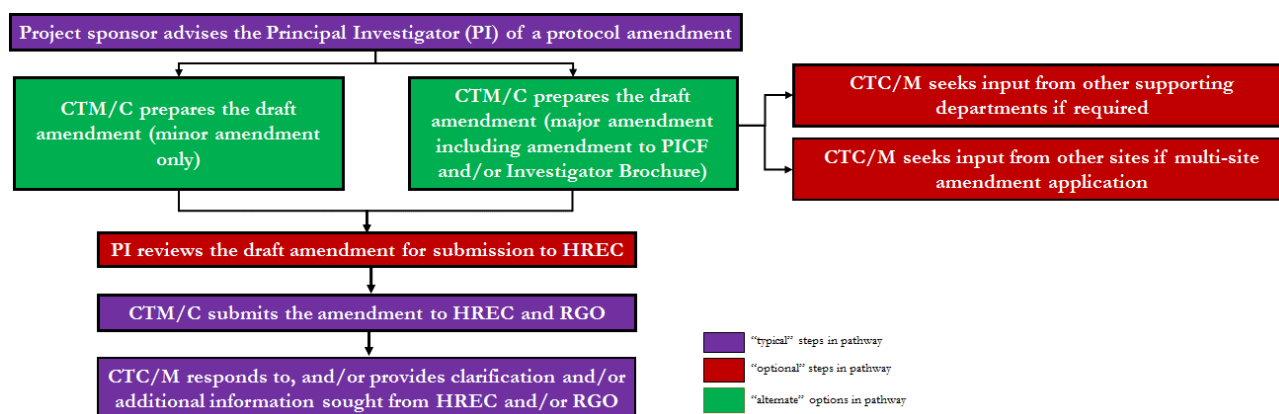 Project sponsor advises the Principal Investigator (PI) of a protocol amendment
CTM/C prepares the draft
amendment (minor amendment
only)
CTM/C prepares the draft
amendment (major amendment
including amendment to PICF
and/or Investigator Brochure)
CTC/M seeks input from other supporting
departments if required
CTC/M seeks input from other sites if multi-site
amendment application
PI reviews the draft amendment for submission to HREC
CTM/C submits the amendment to HREC and RGO
CTC/M responds to, and/or provides clarification and/or
additional information sought from HREC and/or RGO
“typical” steps in pathway
“optional” steps in pathway
“alternate” options in pathway